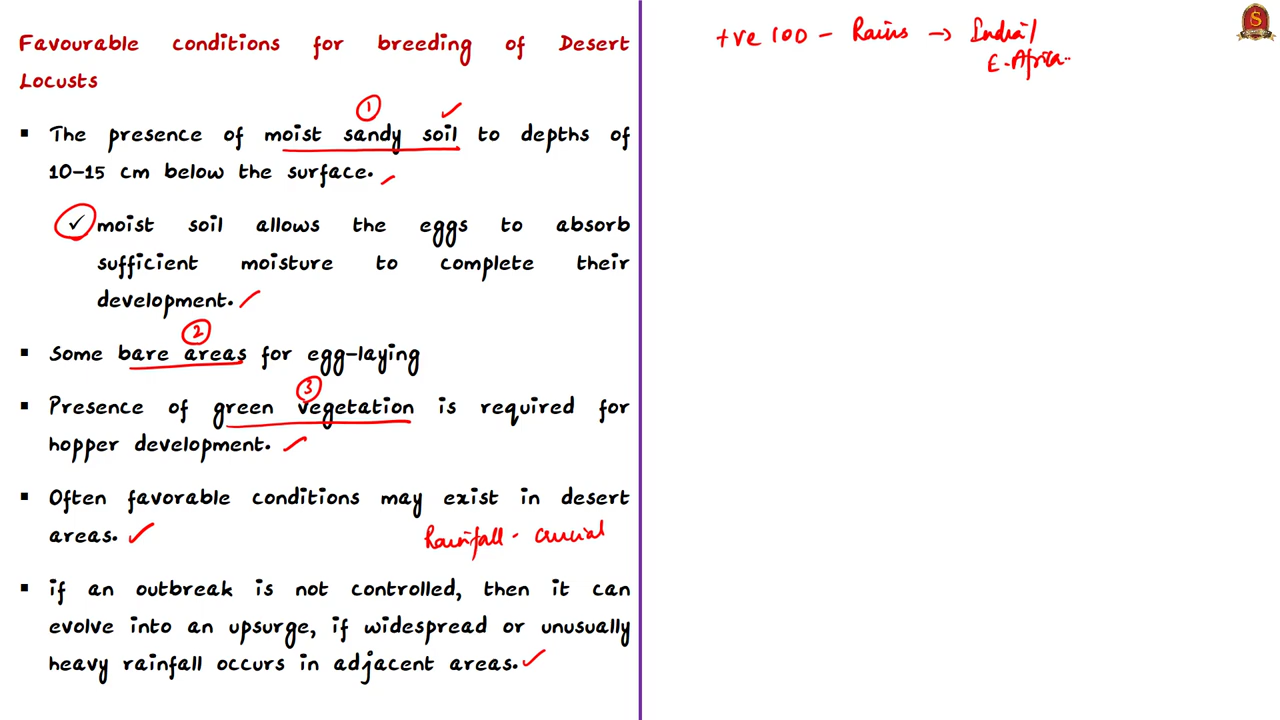 Favourable conditions for breeding of Desert
Locusts
▪ The presence of moist sandy soil to depths of
10-15 cm below the surface.
✓ moist soil allows the eggs to absorb
sufficient moisture to complete their
development.
▪ Some bare areas for egg-laying
▪ Presence of green vegetation is required for
hopper development.
▪ Often favorable conditions may exist in desert
areas.
Rainfall - crucial
▪ if an outbreak is not controlled, then it can
evolve into an upsurge, if widespread or unusually
heavy rainfall occurs in adjacent areas.
1
2
3
+ve IOD - Rains → India/
E. Africa..
S